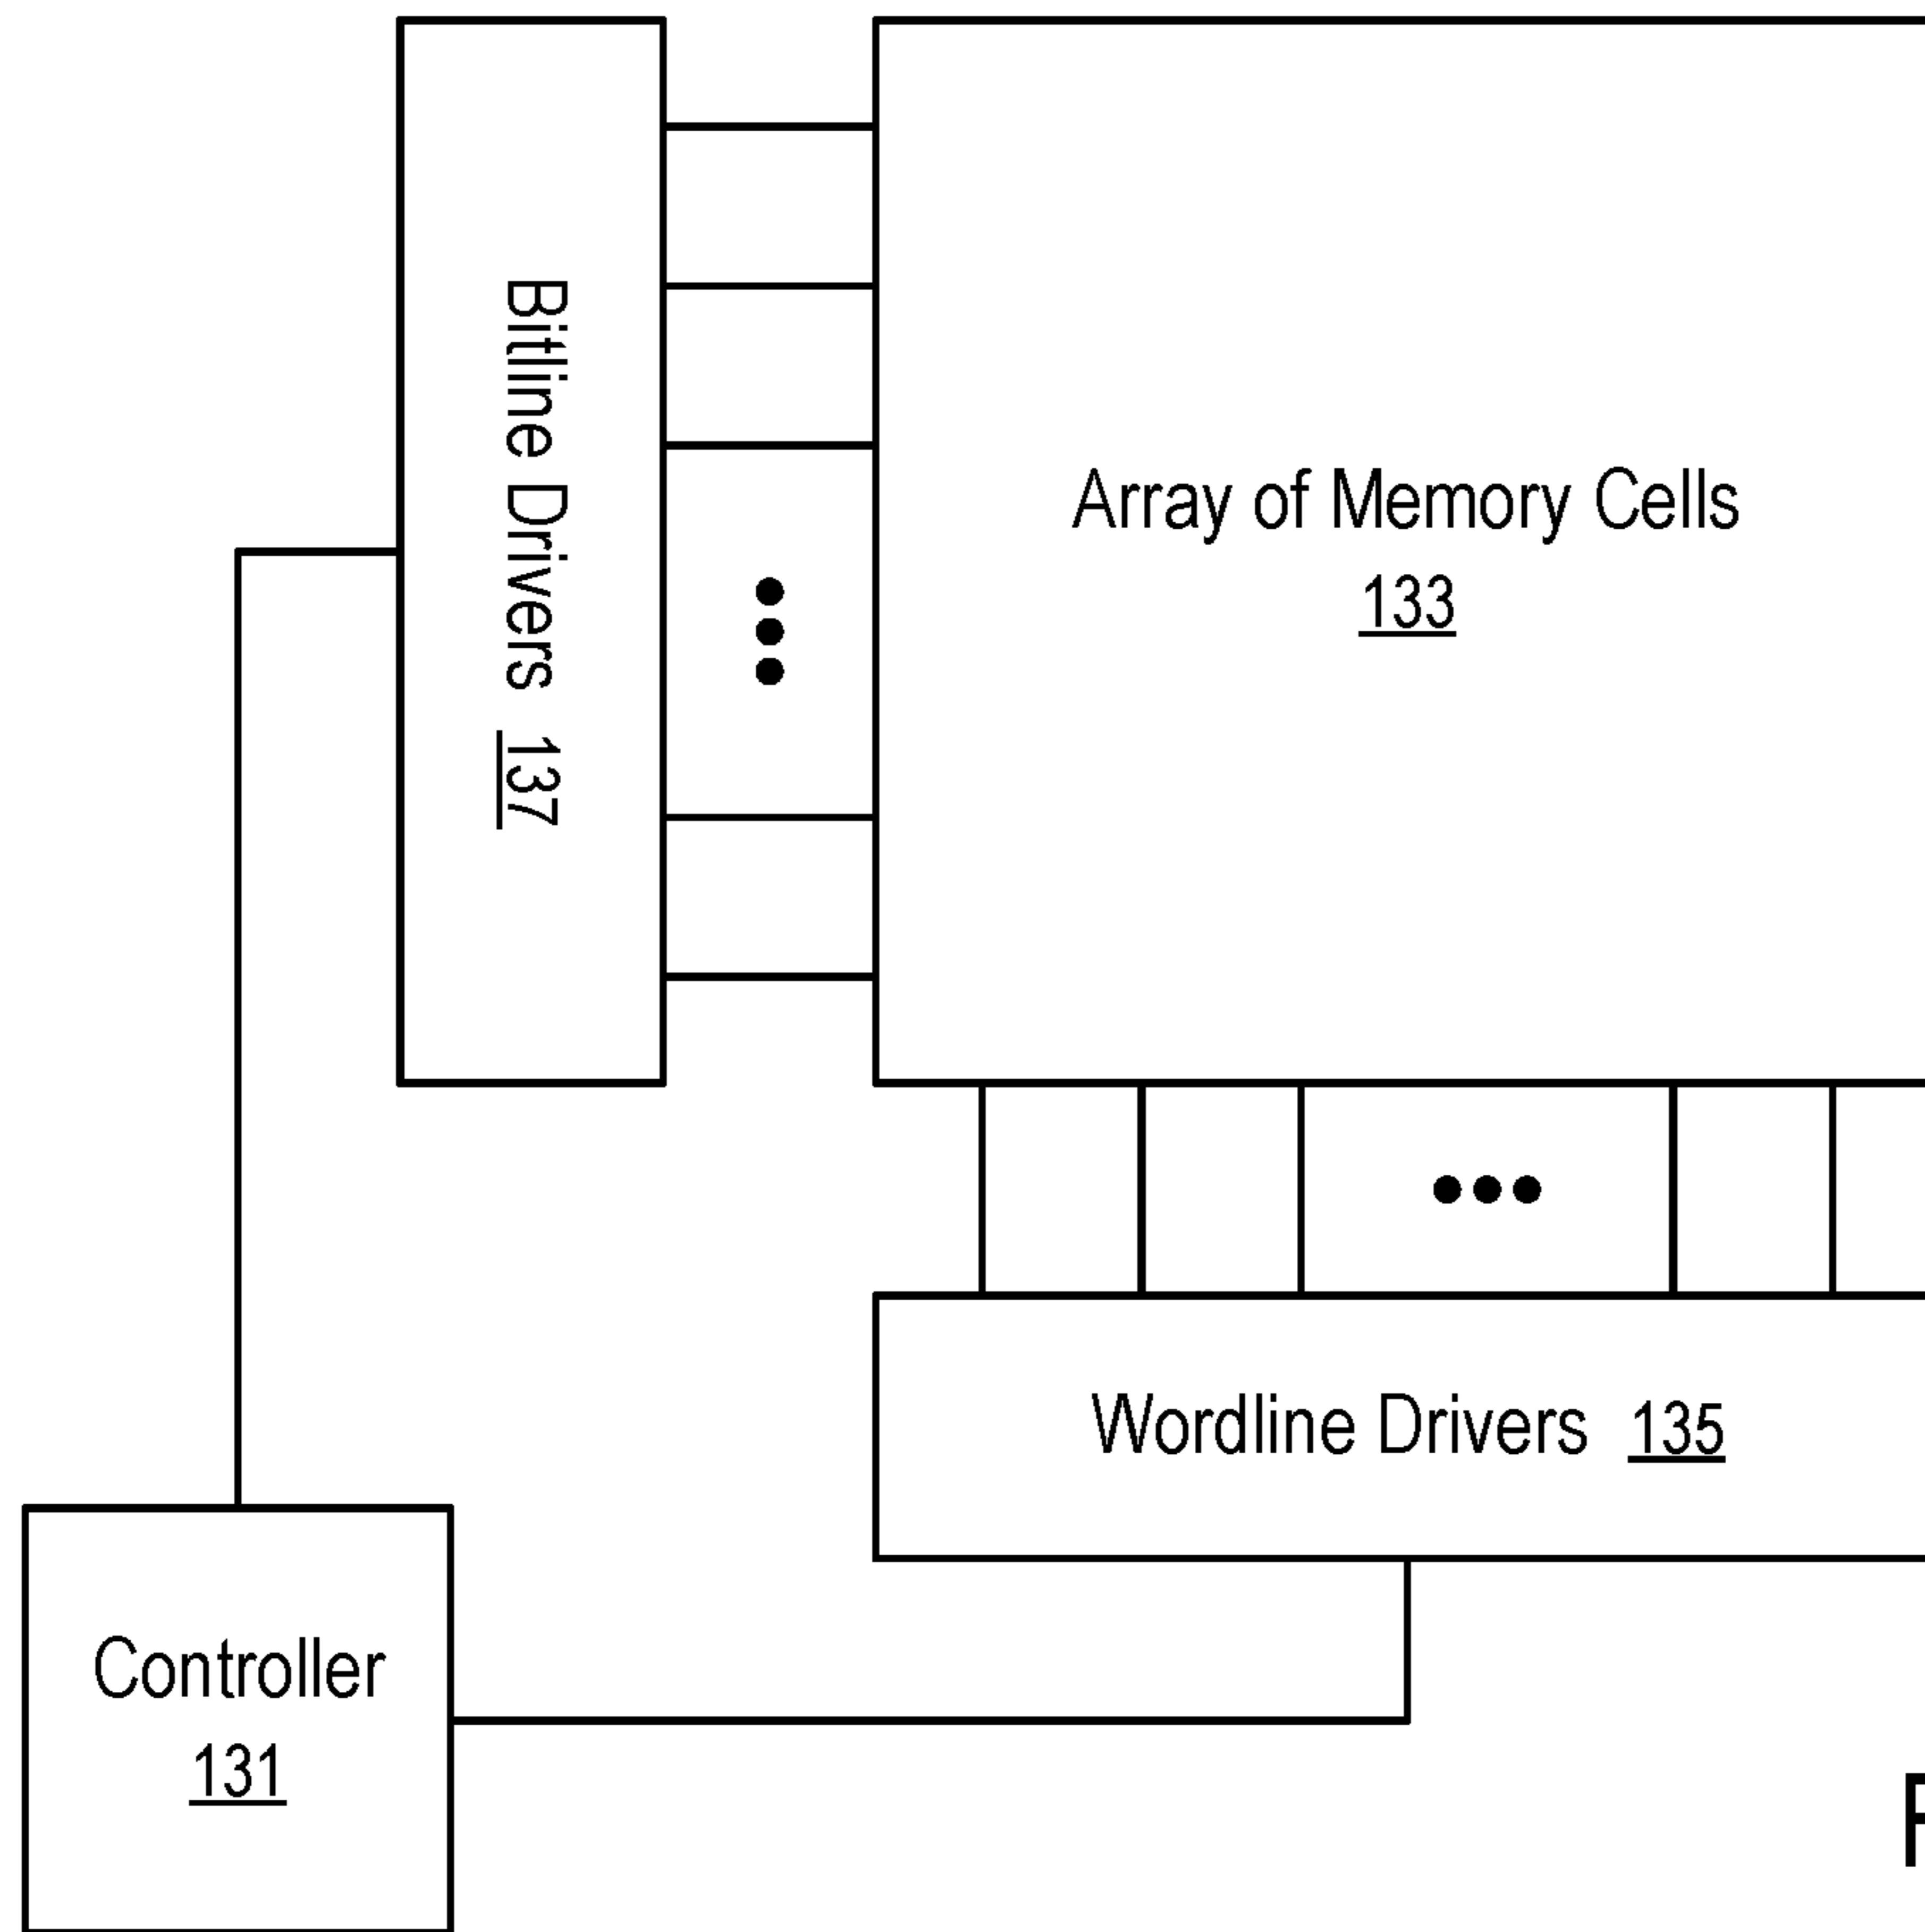 Bitline Drivers 137
Array of Memory Cells
133
Wordline Drivers 135
Controller
131